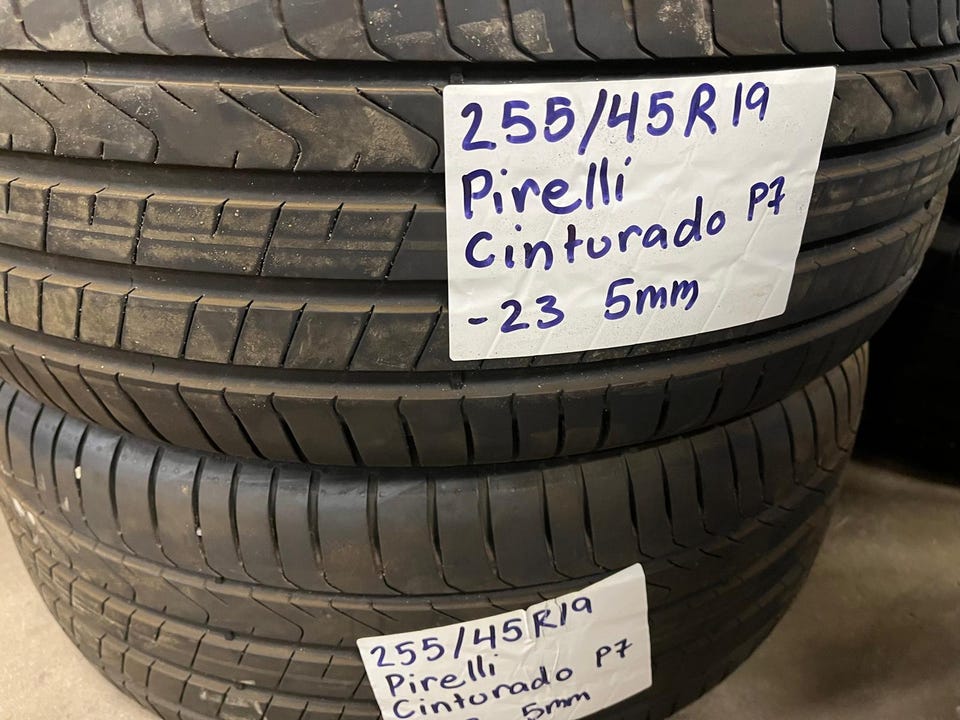 255/45R19
Pirelli
Cinturado P7
-23 5mm
255/45R19
Pirelli
Cinturado P7
5mm